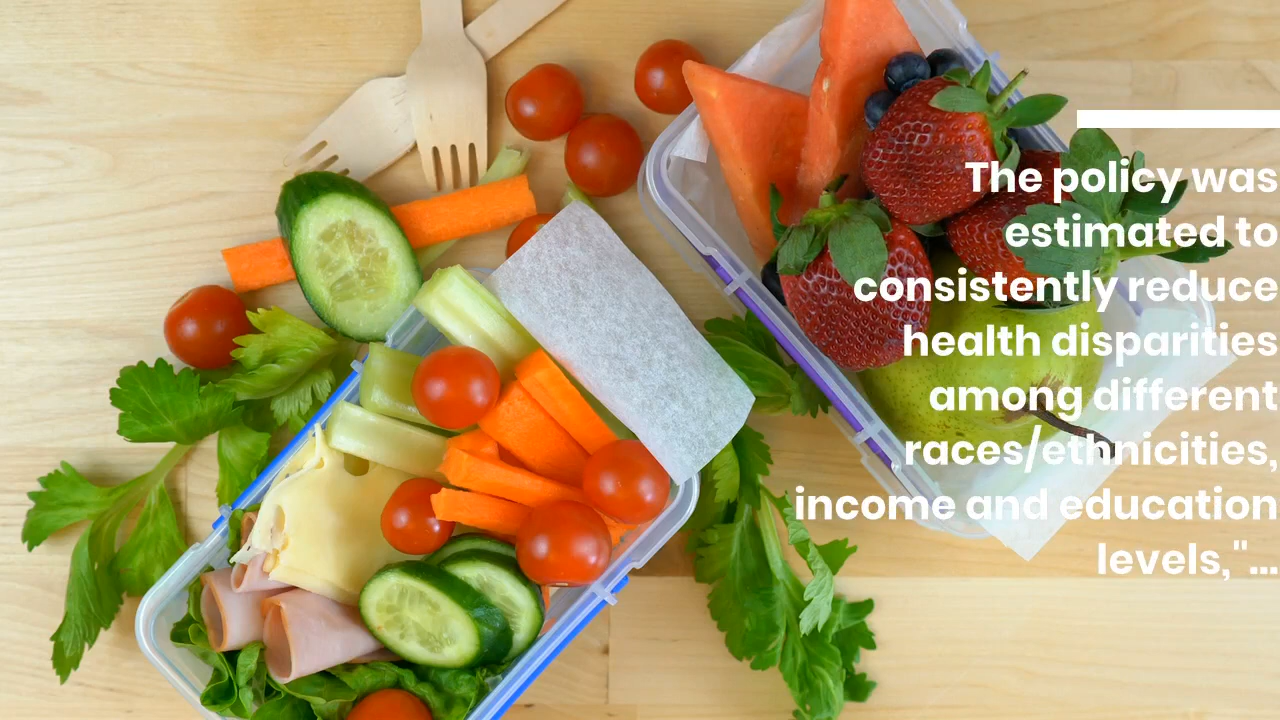 The policy was
estimated to
consistently reduce
health disparities
among different
races/ethnicities,
income and education
levels,"...